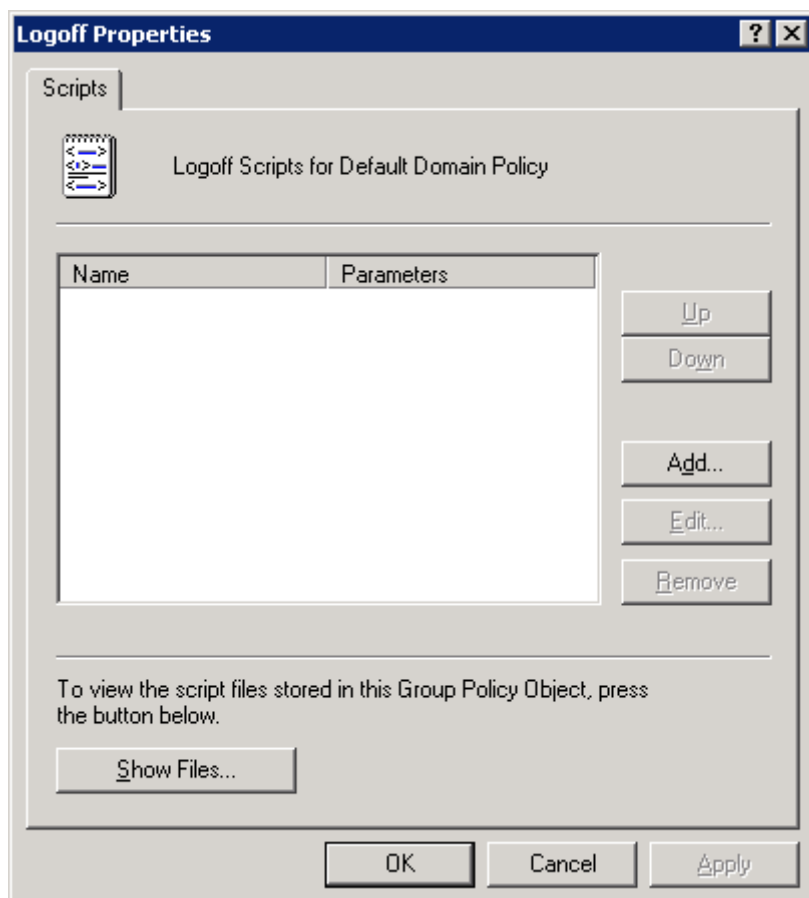 Logoff Properties
Scripts
Logoff Scripts for Default Domain Policy
Name Parameters
Up
Down
Add...
Edit...
Remove
To view the script files stored in this Group Policy Object, press
the button below.
Show Files...
OK Cancel Apply